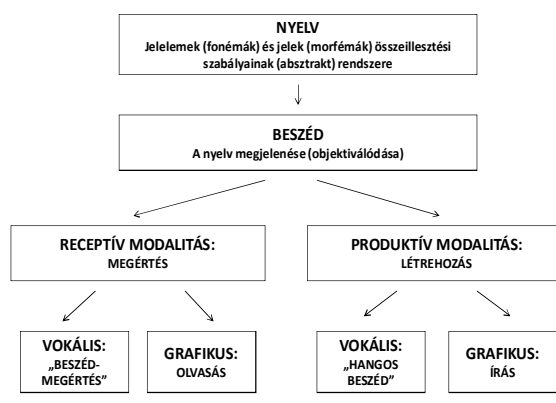 NYELV
Jelelemek (fonémák) és jelek (morfémák) összeillesztési
szabályainak (absztrakt) rendszere
BESZÉD
A nyelv megjelenése (objektiválódása)
RECEPTÍV MODALITÁS:
MEGÉRTÉS
PRODUKTÍV MODALITÁS:
LÉTREHOZÁS
VOKÁLIS:
„BESZÉD-
MEGÉRTÉS”
GRAFIKUS:
OLVASÁS
VOKÁLIS:
„HANGOS
BESZÉD”
GRAFIKUS:
ÍRÁS